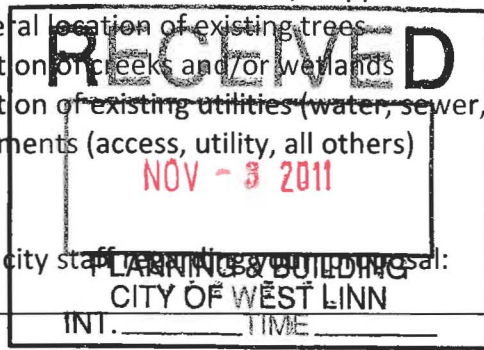 eral location of existing trees
RECEIVED
tion of creeks and/or wetlands
tion of existing utilities (water, sewer,
ments (access, utility, all others)
NOV - 3 2011
city staff regarding your proposal:
PLANNING & BUILDING
CITY OF WEST LINN
INT. TIME